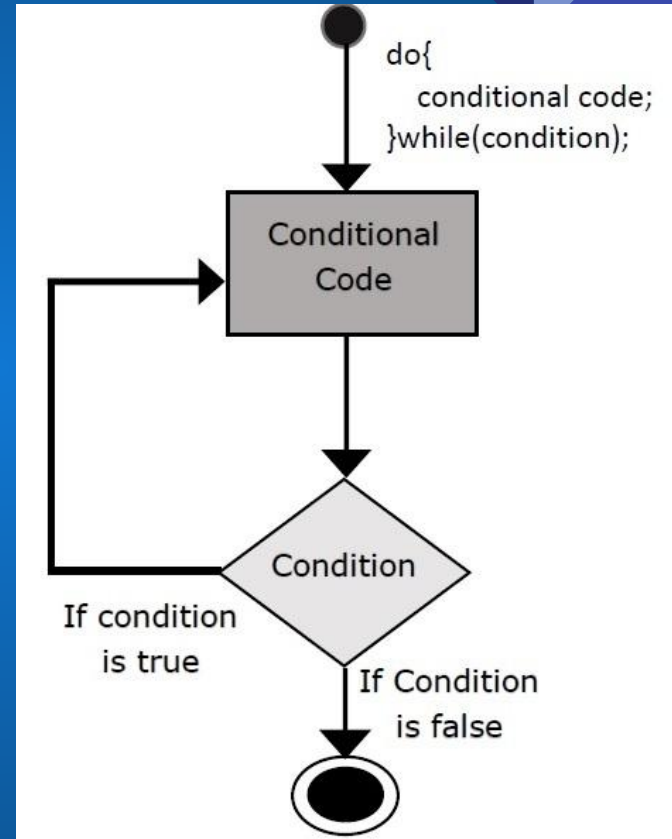 do{
conditional code;
}while(condition);
Conditional
Code
Condition
If condition
is true
If Condition
is false